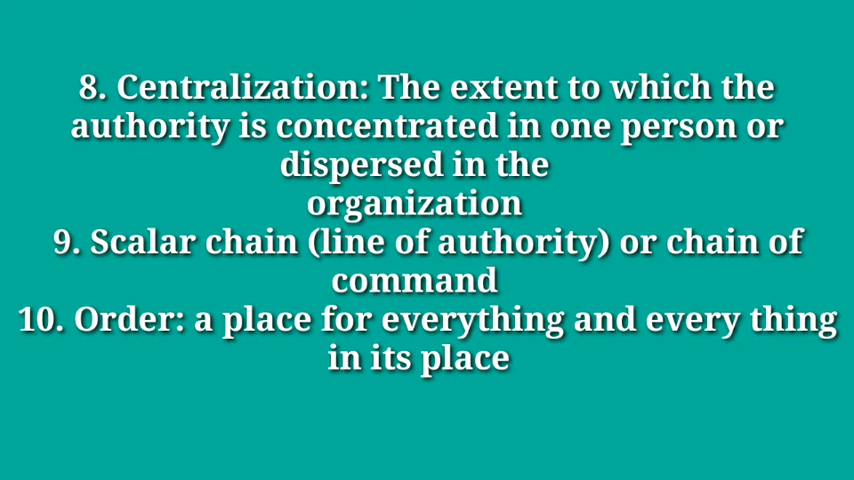 8. Centralization: The extent to which the
authority is concentrated in one person or
dispersed in the
organization
9. Scalar chain (line of authority) or chain of
command
10. Order: a place for everything and every thing
in its place